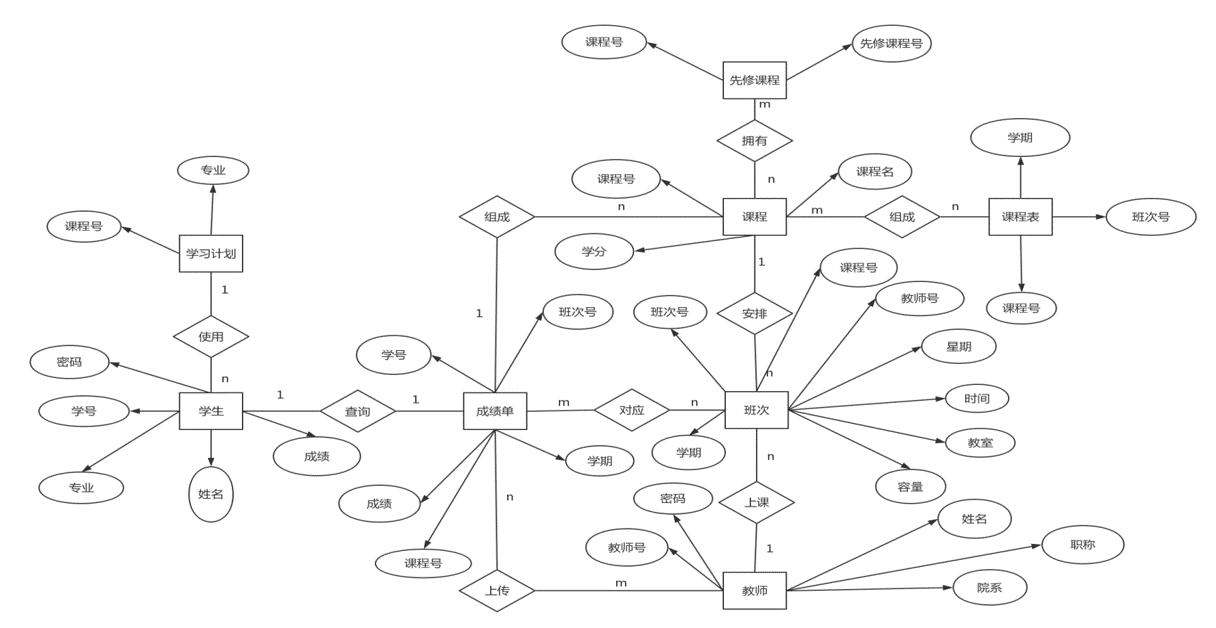 课程号
先修课程号
先修课程
m
拥有
学期
专业
课程号
n
课程名
组成
n
课程
m
组成
n
课程表
班次号
课程号
学习计划
学分
1
课程号
1
班次号
班次号
教师号
课程号
1
安排
使用
学号
星期
密码
n
n
学号
学生
1
查询
1
成绩单
m
对应
n
班次
时间
教室
成绩
学期
学期
n
专业
姓名
成绩
n
密码
容量
上课
姓名
教师号
1
职称
课程号
上传
m
教师
院系